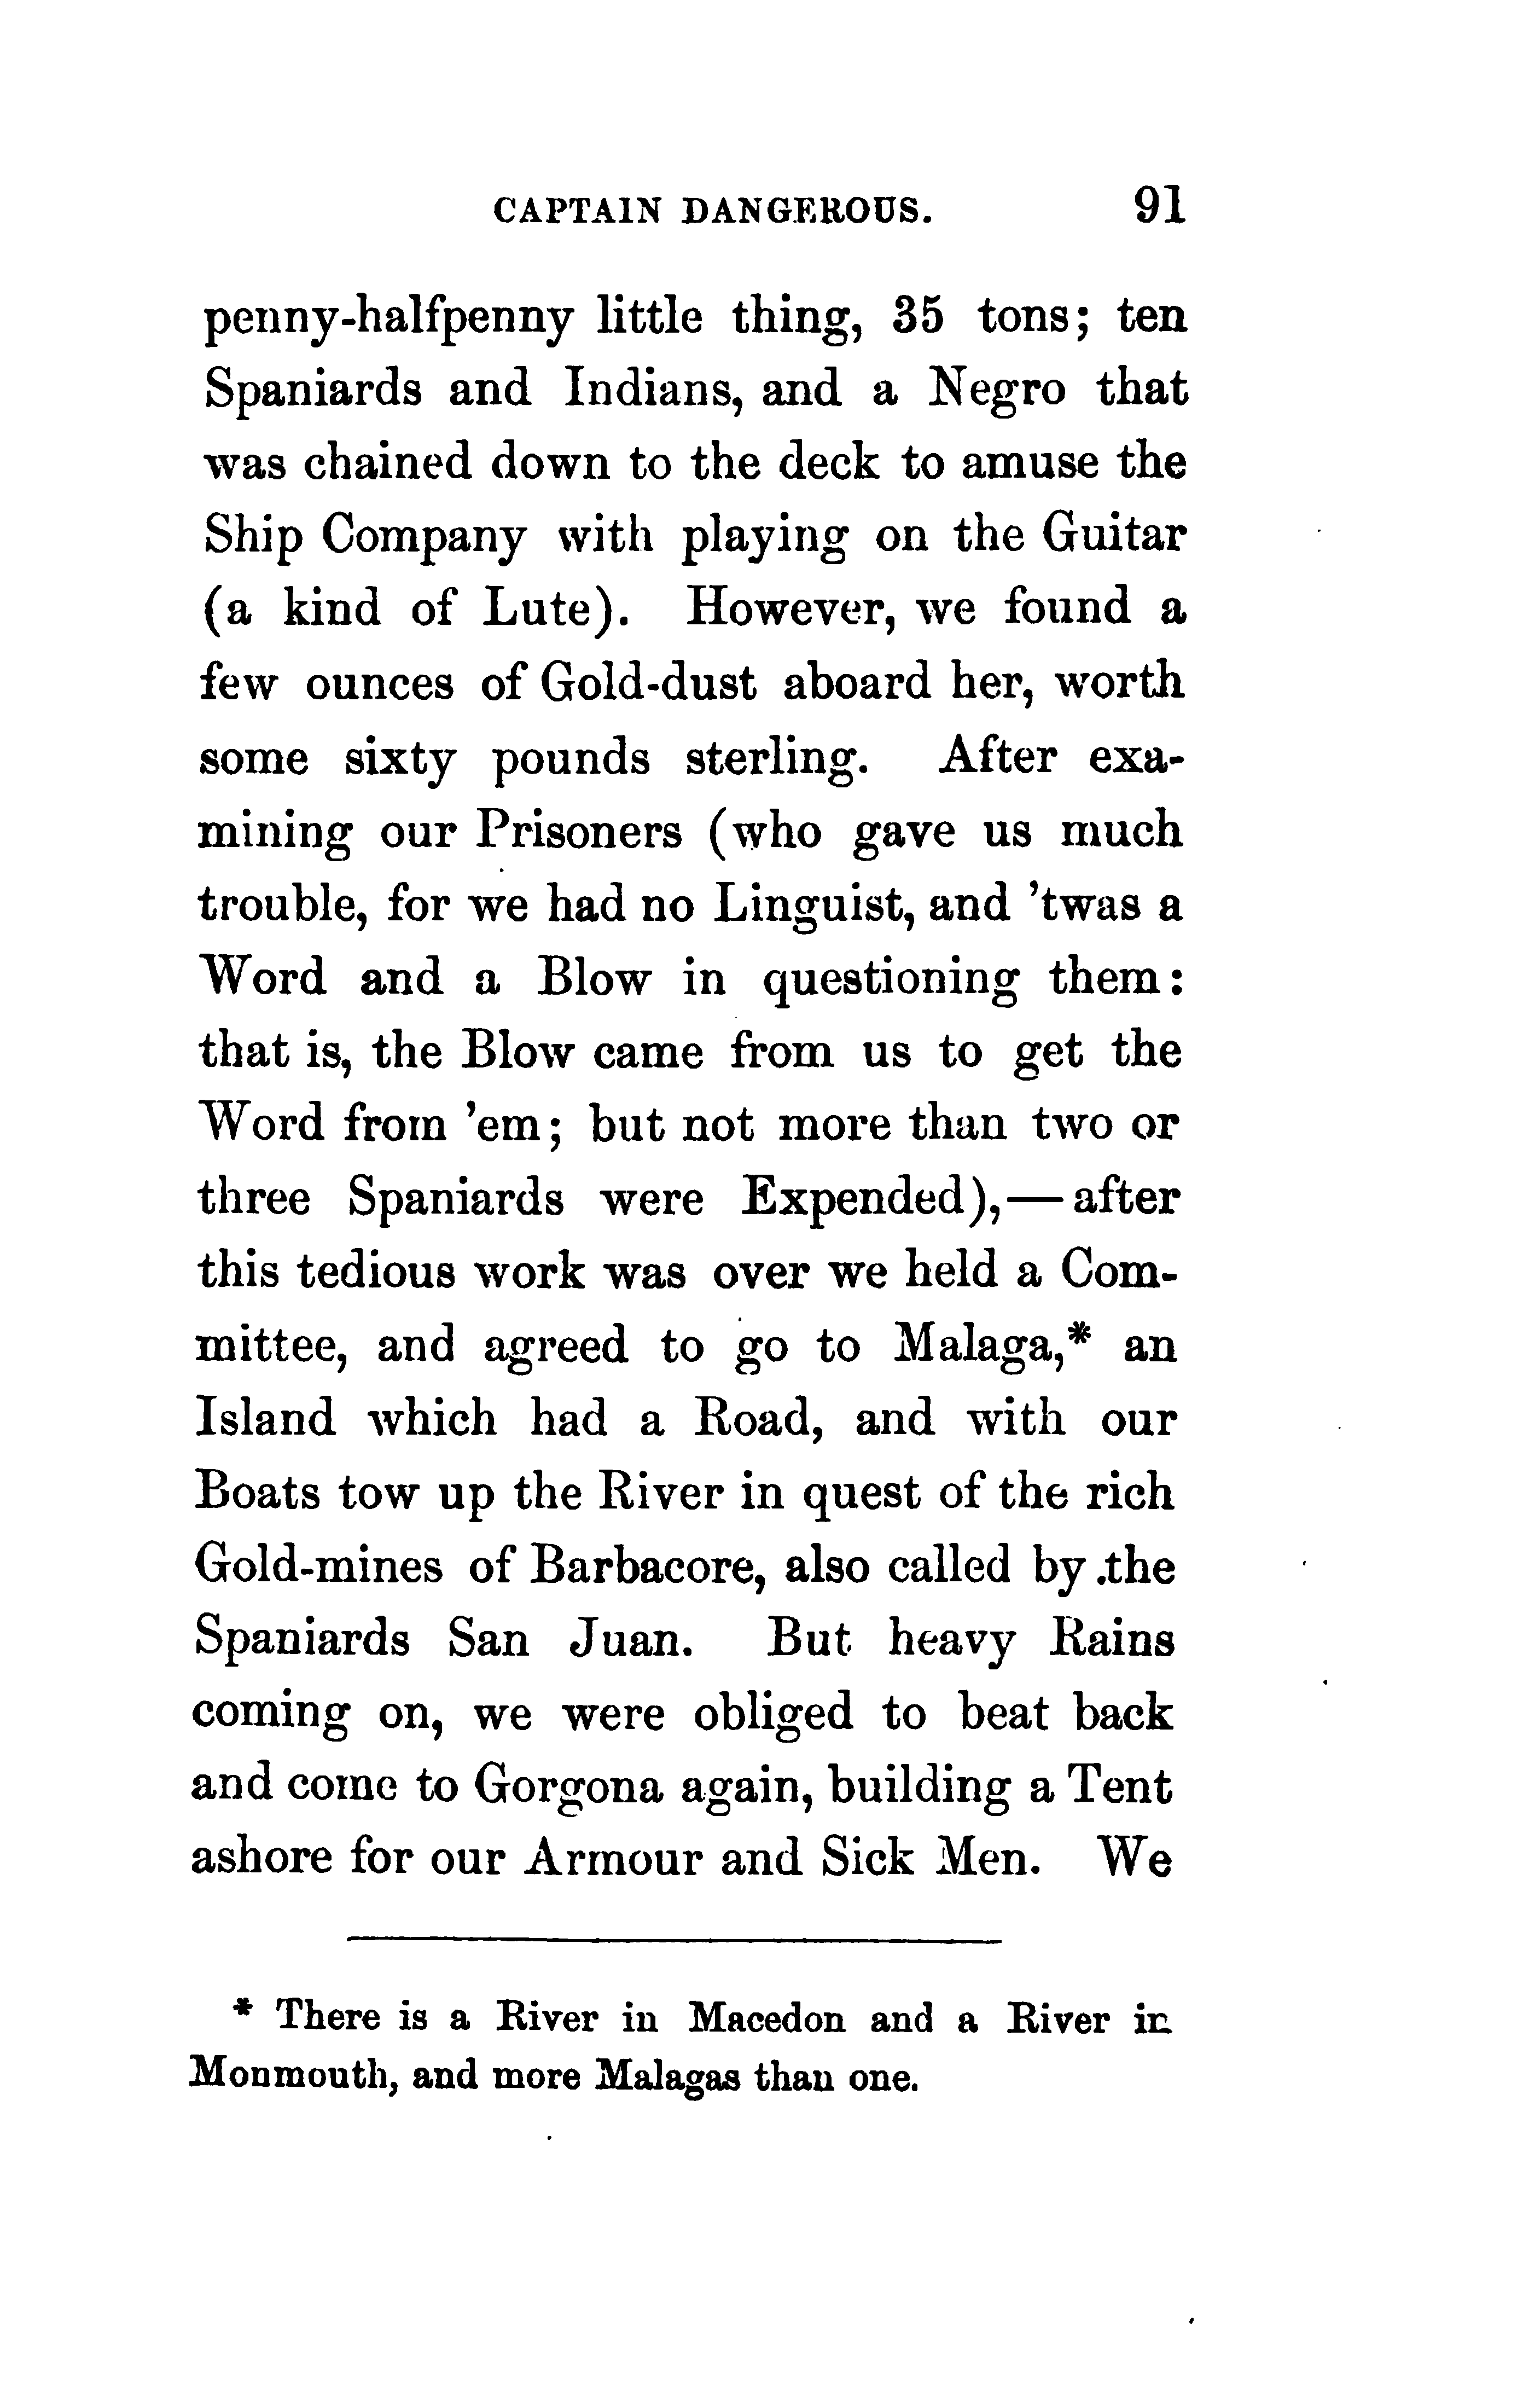 CAPTAIN DANGEROUS. 91
penny-halfpenny little thing, 35 tons; ten
Spaniards and Indians, and a Negro that
was chained down to the deck to amuse the
Ship Company with playing on the Guitar
(a kind of Lute). However, we found a
few ounces of Gold-dust aboard her, worth
some sixty pounds sterling. After exa-
mining our Prisoners (who gave us much
trouble, for we had no Linguist, and 'twas a
Word and a Blow in questioning them:
that is, the Blow came from us to get the
Word from 'em; but not more than two or
three Spaniards were Expended),—after
this tedious work was over we held a Com-
mittee, and agreed to go to Malaga,* an
Island which had a Road, and with our
Boats tow up the River in quest of the rich
Gold-mines of Barbacore, also called by the
Spaniards San Juan. But heavy Rains
coming on, we were obliged to beat back
and come to Gorgona again, building a Tent
ashore for our Armour and Sick Men. We
* There is a River in Macedon and a River in
Monmouth, and more Malagas than one.